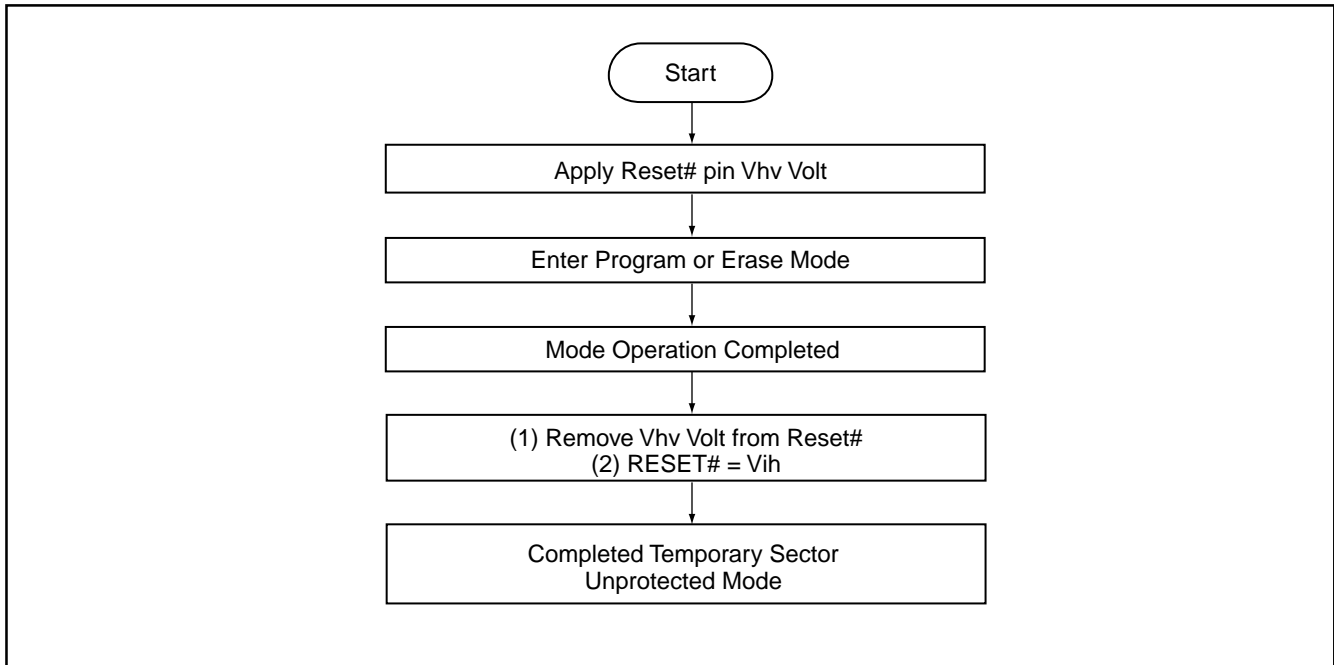 Start
Apply Reset# pin Vhv Volt
Enter Program or Erase Mode
Mode Operation Completed
(1) Remove Vhv Volt from Reset#
(2) RESET# = Vih
Completed Temporary Sector
Unprotected Mode